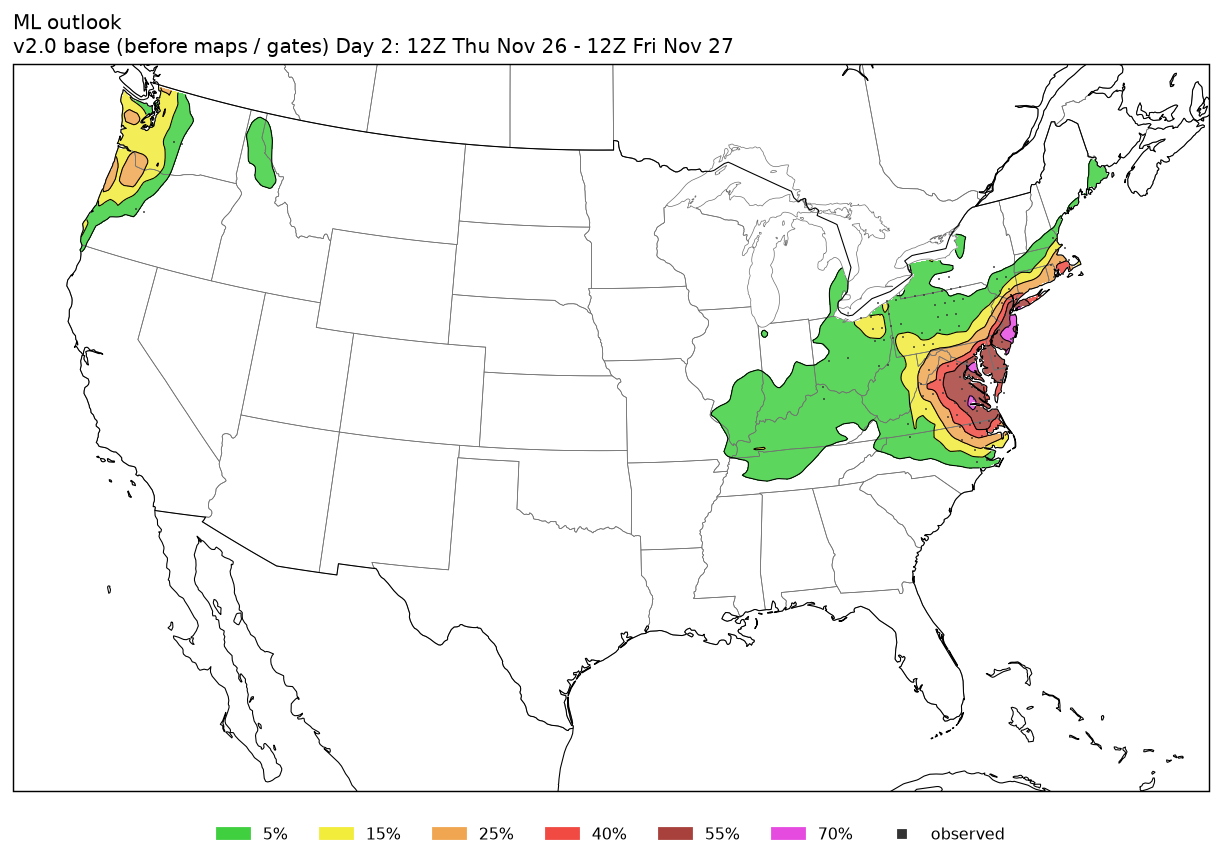 ML outlook
v2.0 base (before maps / gates) Day 2: 12Z Thu Nov 26 - 12Z Fri Nov 27
5% 15% 25% 40% 55% 70% observed